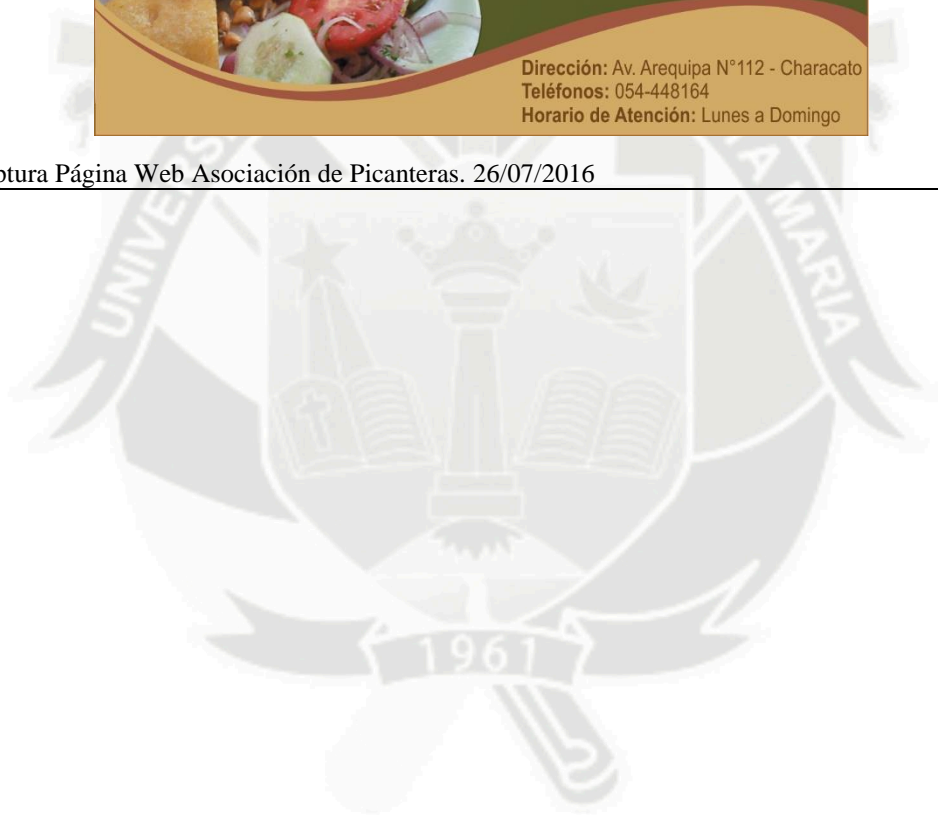 Dirección: Av. Arequipa N°112 - Characato
Teléfonos: 054-448164
Horario de Atención: Lunes a Domingo
Página Web Asociación de Picanteras. 26/07/2016
MARIA
1961